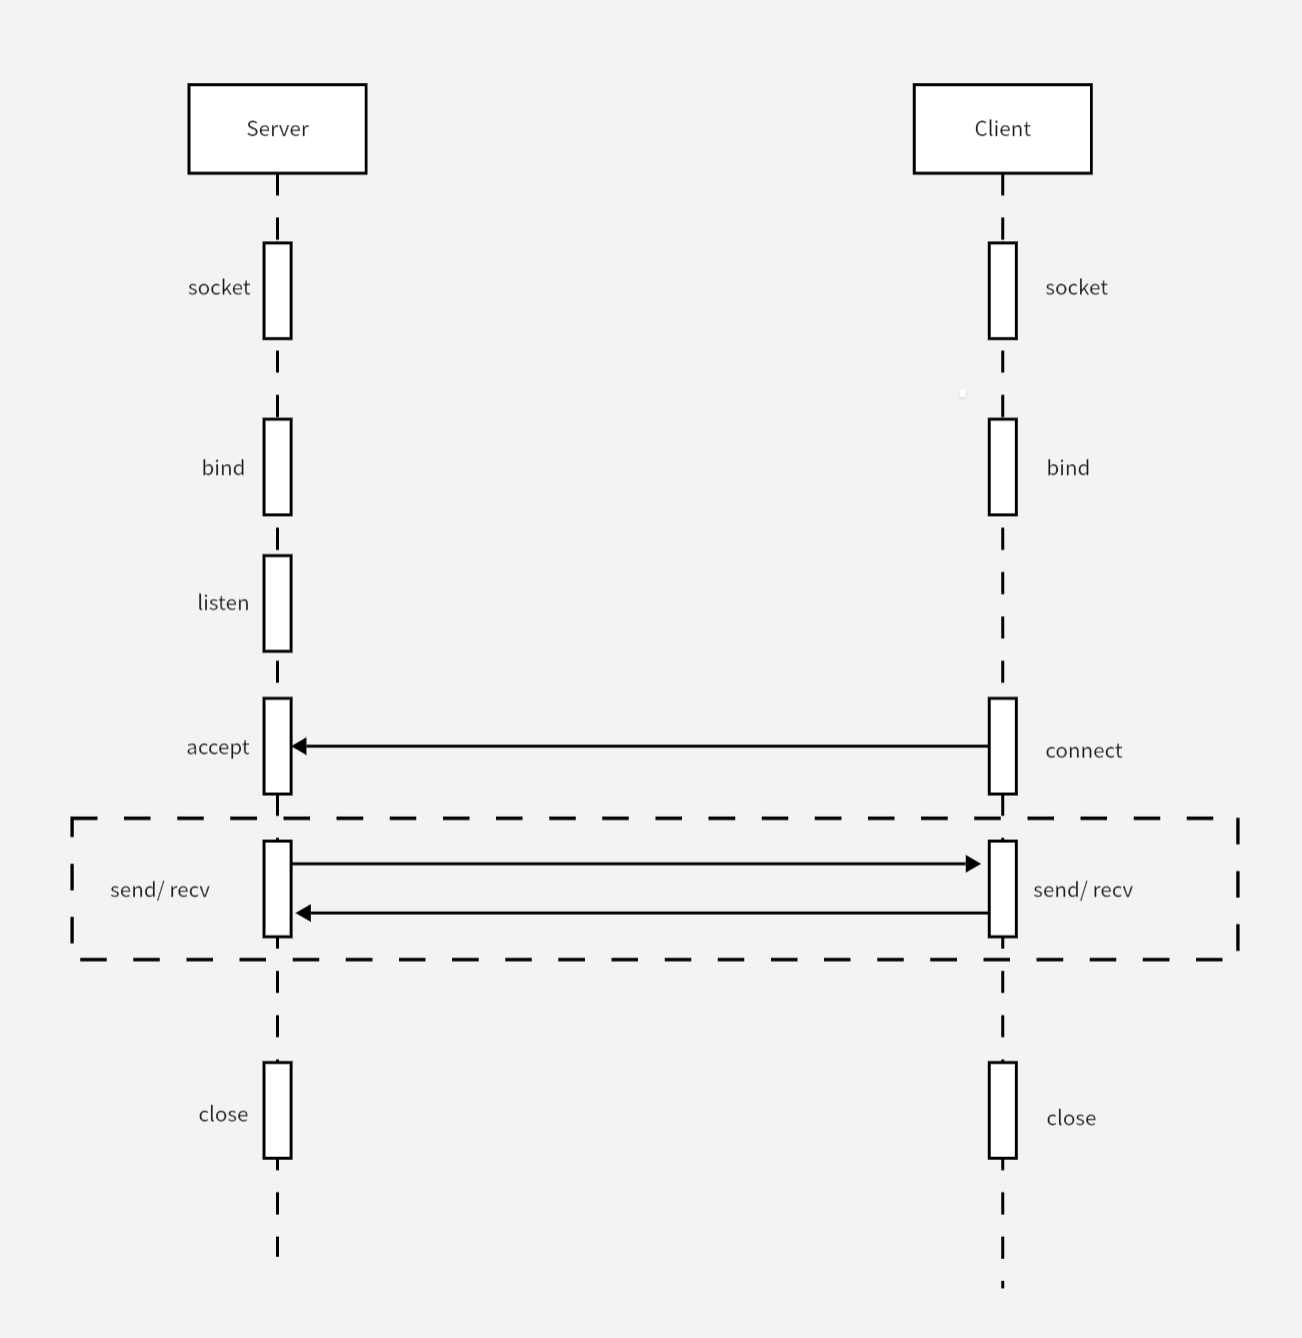 Server
Client
socket
socket
bind
bind
listen
accept
connect
send/ recv
send/ recv
close
close